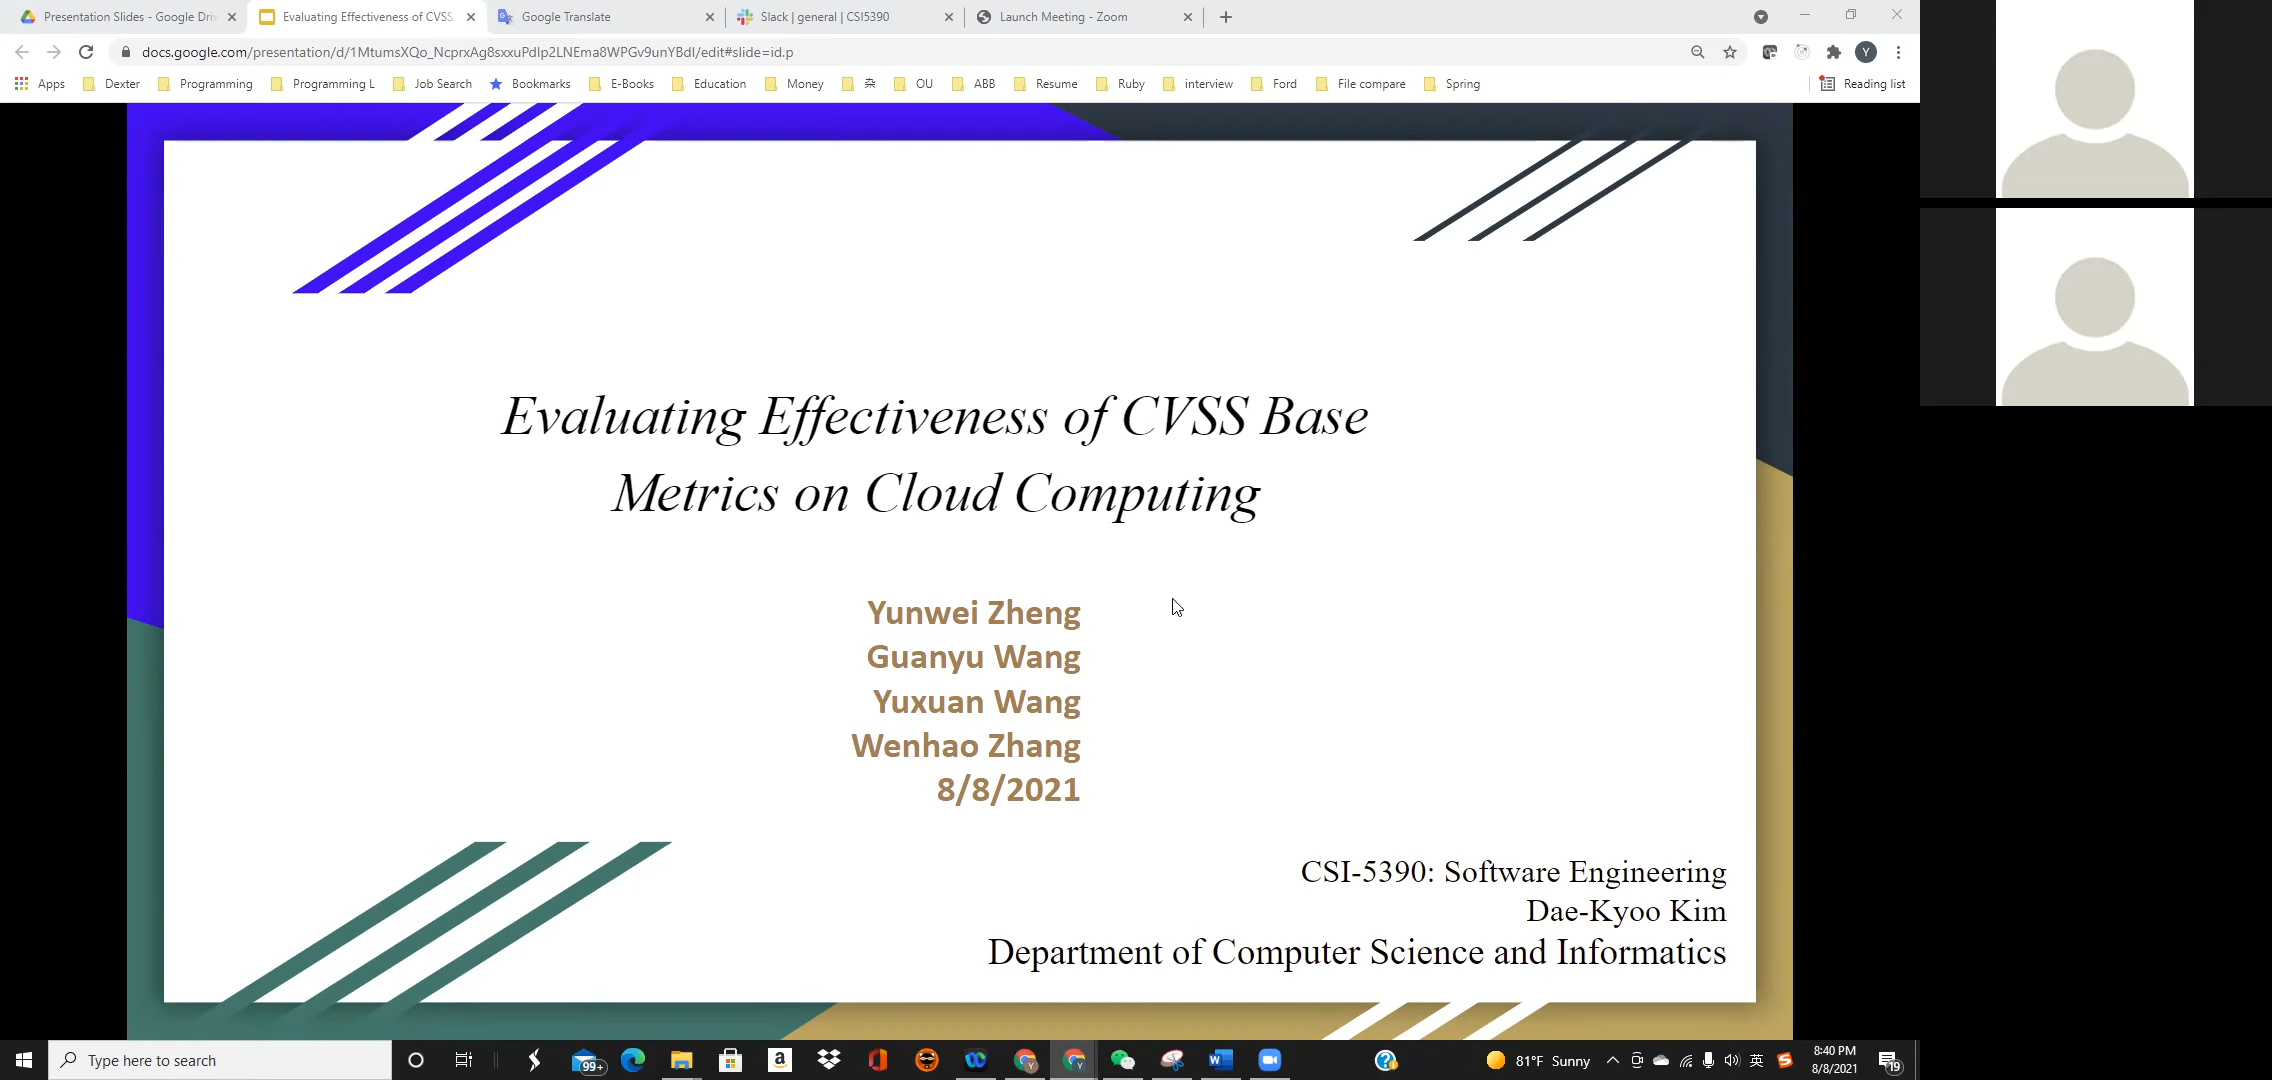 Presentation Slides - Google Driv
Evaluating Effectiveness of CVSS
Google Translate
Slack | general | CSI5390
Launch Meeting - Zoom
docs.google.com/presentation/d/1MtumsXQo_NcprxAg8sxxuPdIp2LNEma8WPGv9unYBdI/edit#slide=id.p
Y
Apps
Dexter
Programming
Programming L
Job Search
Bookmarks
E-Books
Education
Money
OU
ABB
Resume
Ruby
interview
Ford
File compare
Spring
Reading list
Evaluating Effectiveness of CVSS Base
Metrics on Cloud Computing
Yunwei Zheng
Guanyu Wang
Yuxuan Wang
Wenhao Zhang
8/8/2021
CSI-5390: Software Engineering
Dae-Kyoo Kim
Department of Computer Science and Informatics
Type here to search
99+
81°F Sunny
英
8:40 PM
8/8/2021
19